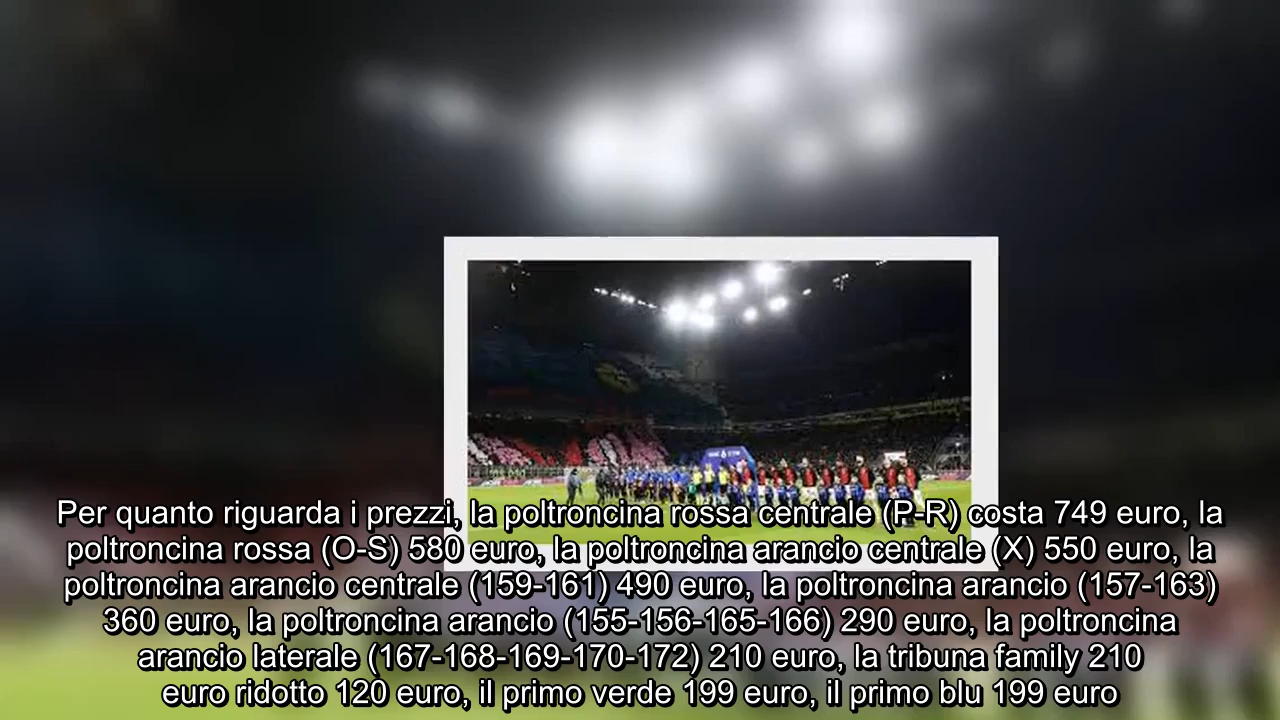 Per quanto riguarda i prezzi, la poltroncina rossa centrale (P-R) costa 749 euro, la
poltroncina rossa (O-S) 580 euro, la poltroncina arancio centrale (X) 550 euro, la
poltroncina arancio centrale (159-161) 490 euro, la poltroncina arancio (157-163)
360 euro, la poltroncina arancio (155-156-165-166) 290 euro, la poltroncina
arancio laterale (167-168-169-170-172) 210 euro, la tribuna family 210
euro ridotto 120 euro, il primo verde 199 euro, il primo blu 199 euro